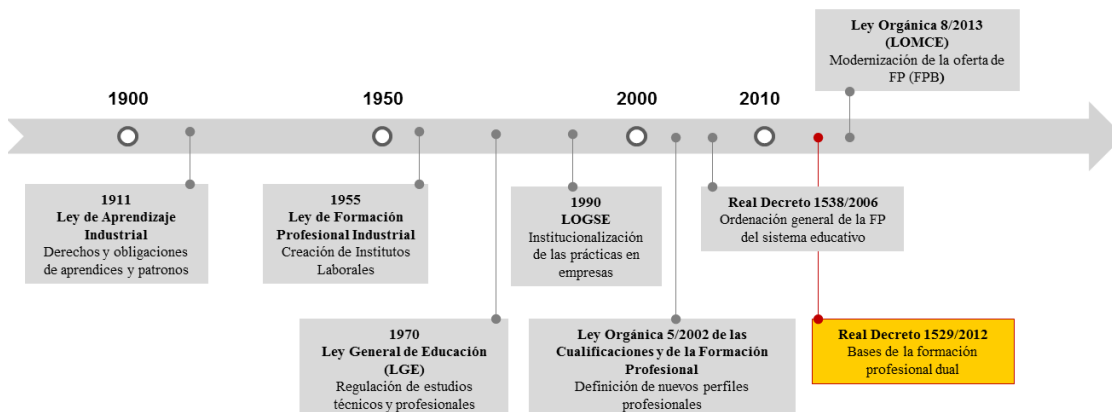 Ley Orgánica 8/2013
(LOMCE)
Modernización de la oferta de
FP (FPB)
1900
1950
2000
2010
1911
Ley de Aprendizaje
Industrial
Derechos y obligaciones
de aprendices y patronos
1955
Ley de Formación
Profesional Industrial
Creación de Institutos
Laborales
1990
LOGSE
Institucionalización
de las prácticas en
empresas
Real Decreto 1538/2006
Ordenación general de la FP
del sistema educativo
1970
Ley General de Educación
(LGE)
Regulación de estudios
técnicos y profesionales
Ley Orgánica 5/2002 de las
Cualificaciones y de la Formación
Profesional
Definición de nuevos perfiles
profesionales
Real Decreto 1529/2012
Bases de la formación
profesional dual